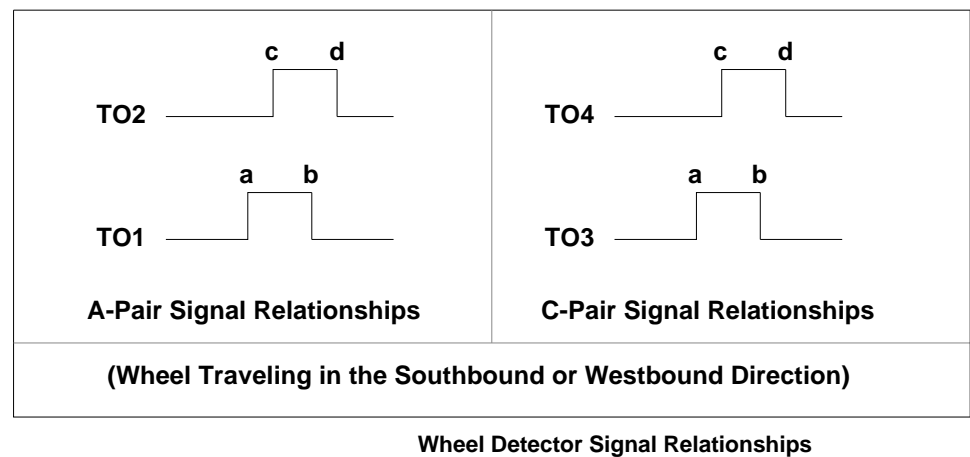 c d
TO2
a b
TO1
A-Pair Signal Relationships
c d
TO4
a b
TO3
C-Pair Signal Relationships
(Wheel Traveling in the Southbound or Westbound Direction)
Wheel Detector Signal Relationships